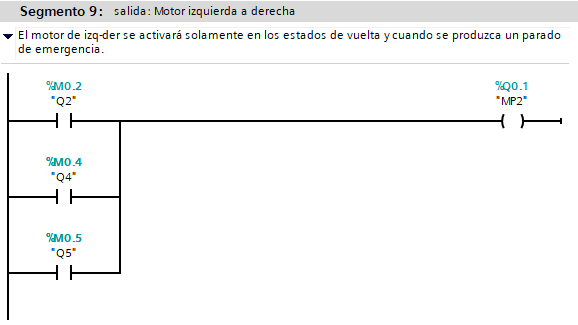 Segmento 9: salida: Motor izquierda a derecha
El motor de izq-der se activará solamente en los estados de vuelta y cuando se produzca un parado
de emergencia.
%M0.2 %Q0.1
"Q2" "MP2"
%M0.4
"Q4"
%M0.5
"Q5"